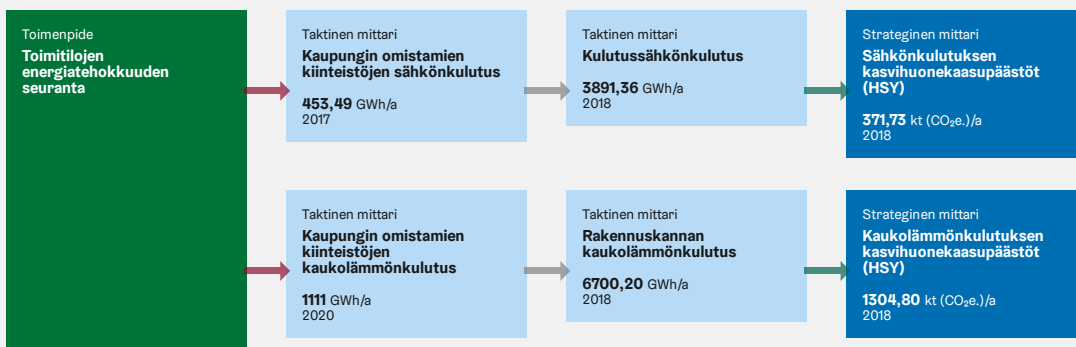 Toimenpide
Toimitilojen
energiatehokkuuden
seuranta
Taktinen mittari
Kaupungin omistamien
kiinteistöjen sähkönkulutus
453,49 GWh/a
2017
Taktinen mittari
Kulutussähkönkulutus
3891,36 GWh/a
2018
Strateginen mittari
Sähkönkulutuksen
kasvihuonekaasupäästöt
(HSY)
371,73 kt (CO₂e.)/a
2018
Taktinen mittari
Kaupungin omistamien
kiinteistöjen
kaukolämmönkulutus
1111 GWh/a
2020
Taktinen mittari
Rakennuskannan
kaukolämmönkulutus
6700,20 GWh/a
2018
Strateginen mittari
Kaukolämmönkulutuksen
kasvihuonekaasupäästöt
(HSY)
1304,80 kt (CO₂e.)/a
2018